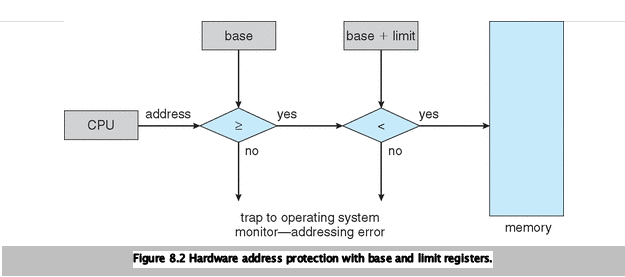 base
base + limit
CPU
address
≥
yes
<
yes
no
no
trap to operating system
monitor—addressing error
memory
Figure 8.2 Hardware address protection with base and limit registers.